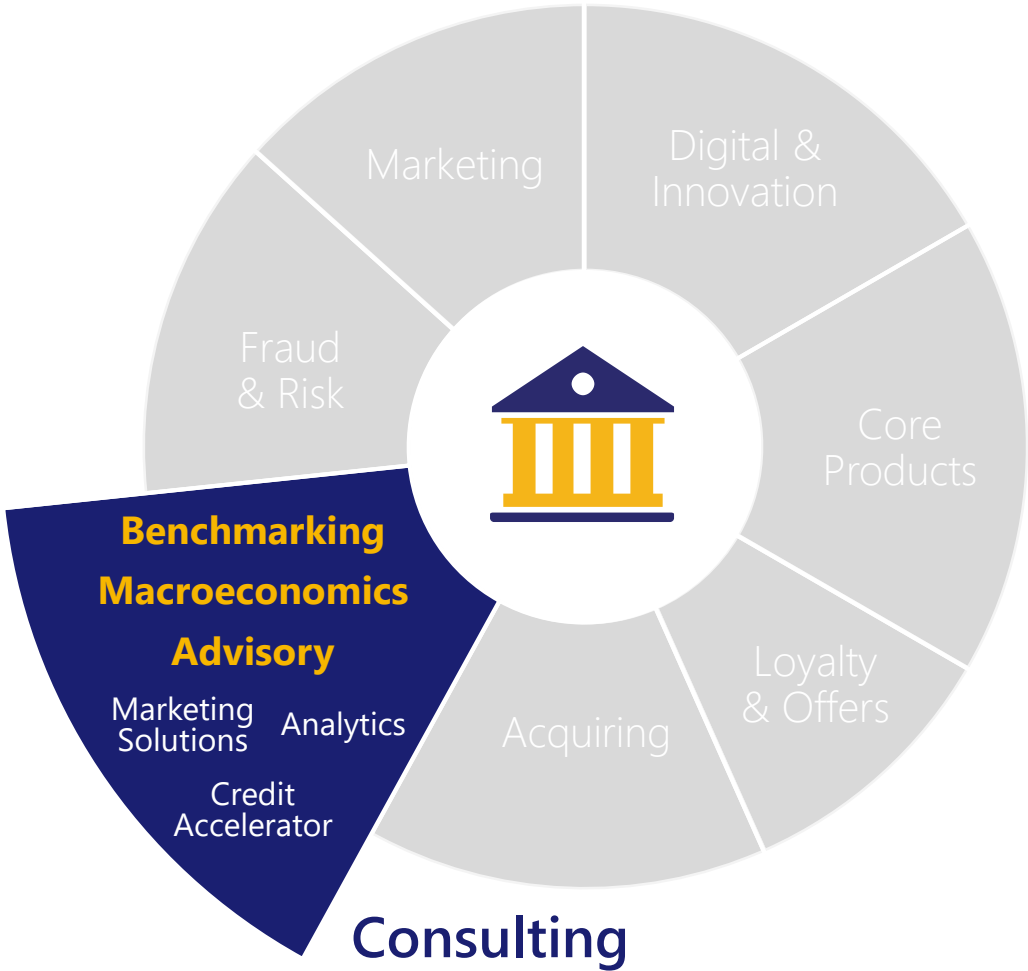 Marketing
Digital &
Innovation
Fraud
& Risk
Core
Products
Benchmarking
Macroeconomics
Advisory
Marketing
Solutions
Analytics
Credit
Accelerator
Acquiring
Loyalty
& Offers
Consulting